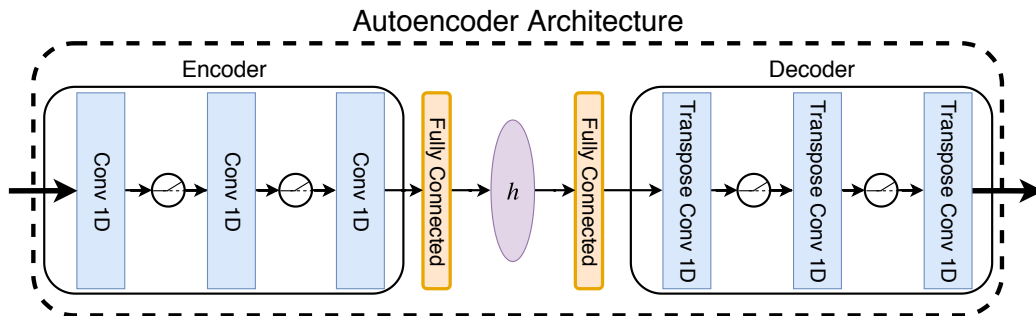 Autoencoder Architecture
Encoder
Decoder
Conv 1D
Conv 1D
Conv 1D
Fully Connected
h
Fully Connected
Transpose Conv 1D
Transpose Conv 1D
Transpose Conv 1D